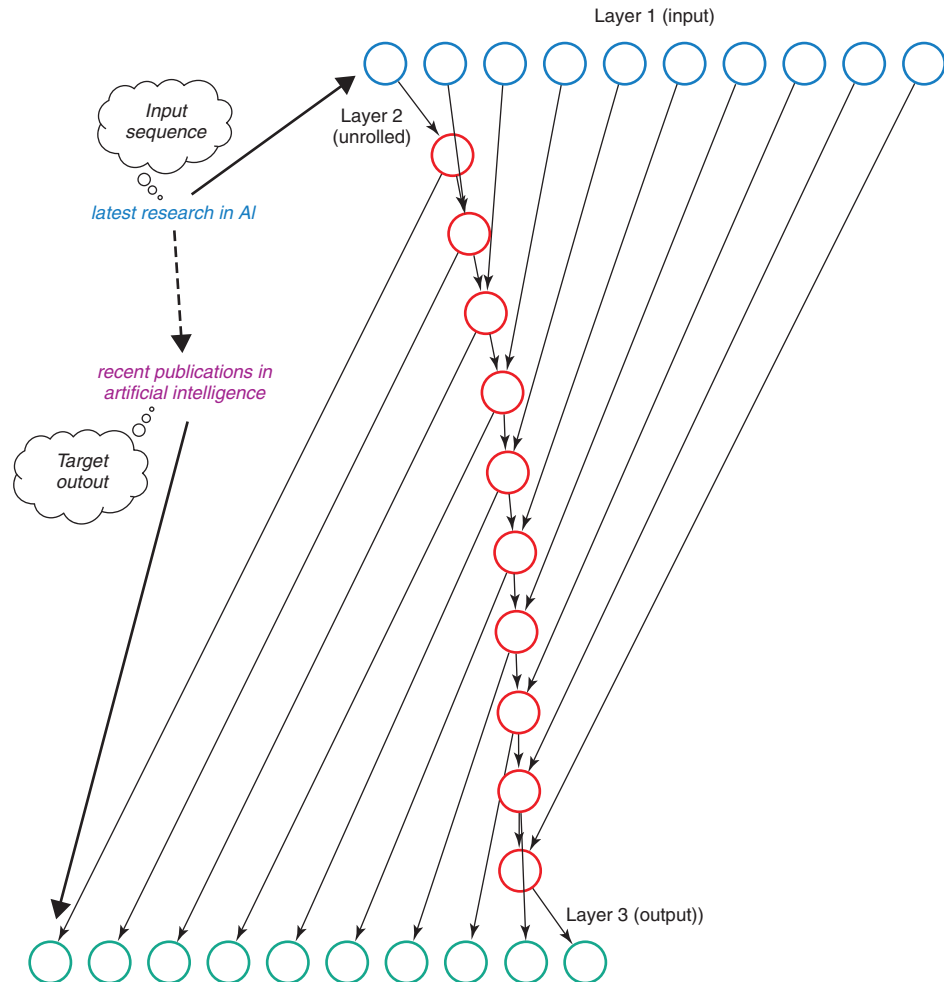 Layer 1 (input)
Input
sequence
Layer 2
(unrolled)
latest research in AI
recent publications in
artificial intelligence
Target
outout
Layer 3 (output))